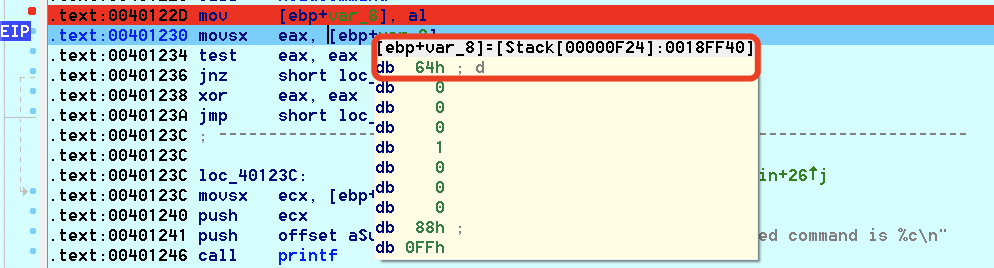 .text:0040122D mov [ebp+var_8], al
EIP .text:00401230 movsx eax, [ebp+var_8]
[ebp+var_8]=[Stack[00000F24]:0018FF40]
.text:00401234 test eax, eax
db 64h ; d
.text:00401236 jnz short loc_
db 0
.text:00401238 xor eax, eax
db 0
.text:0040123A jmp short loc_
db 0
.text:0040123C ; ---------------------------------------------------------------------------
db 1
.text:0040123C
db 0
.text:0040123C loc_40123C: in+26↑j
db 0
.text:0040123C movsx ecx, [ebp
db 0
.text:00401240 push ecx
db 88h ;
.text:00401241 push offset aSu ed command is %c\n"
db 0FFh
.text:00401246 call printf